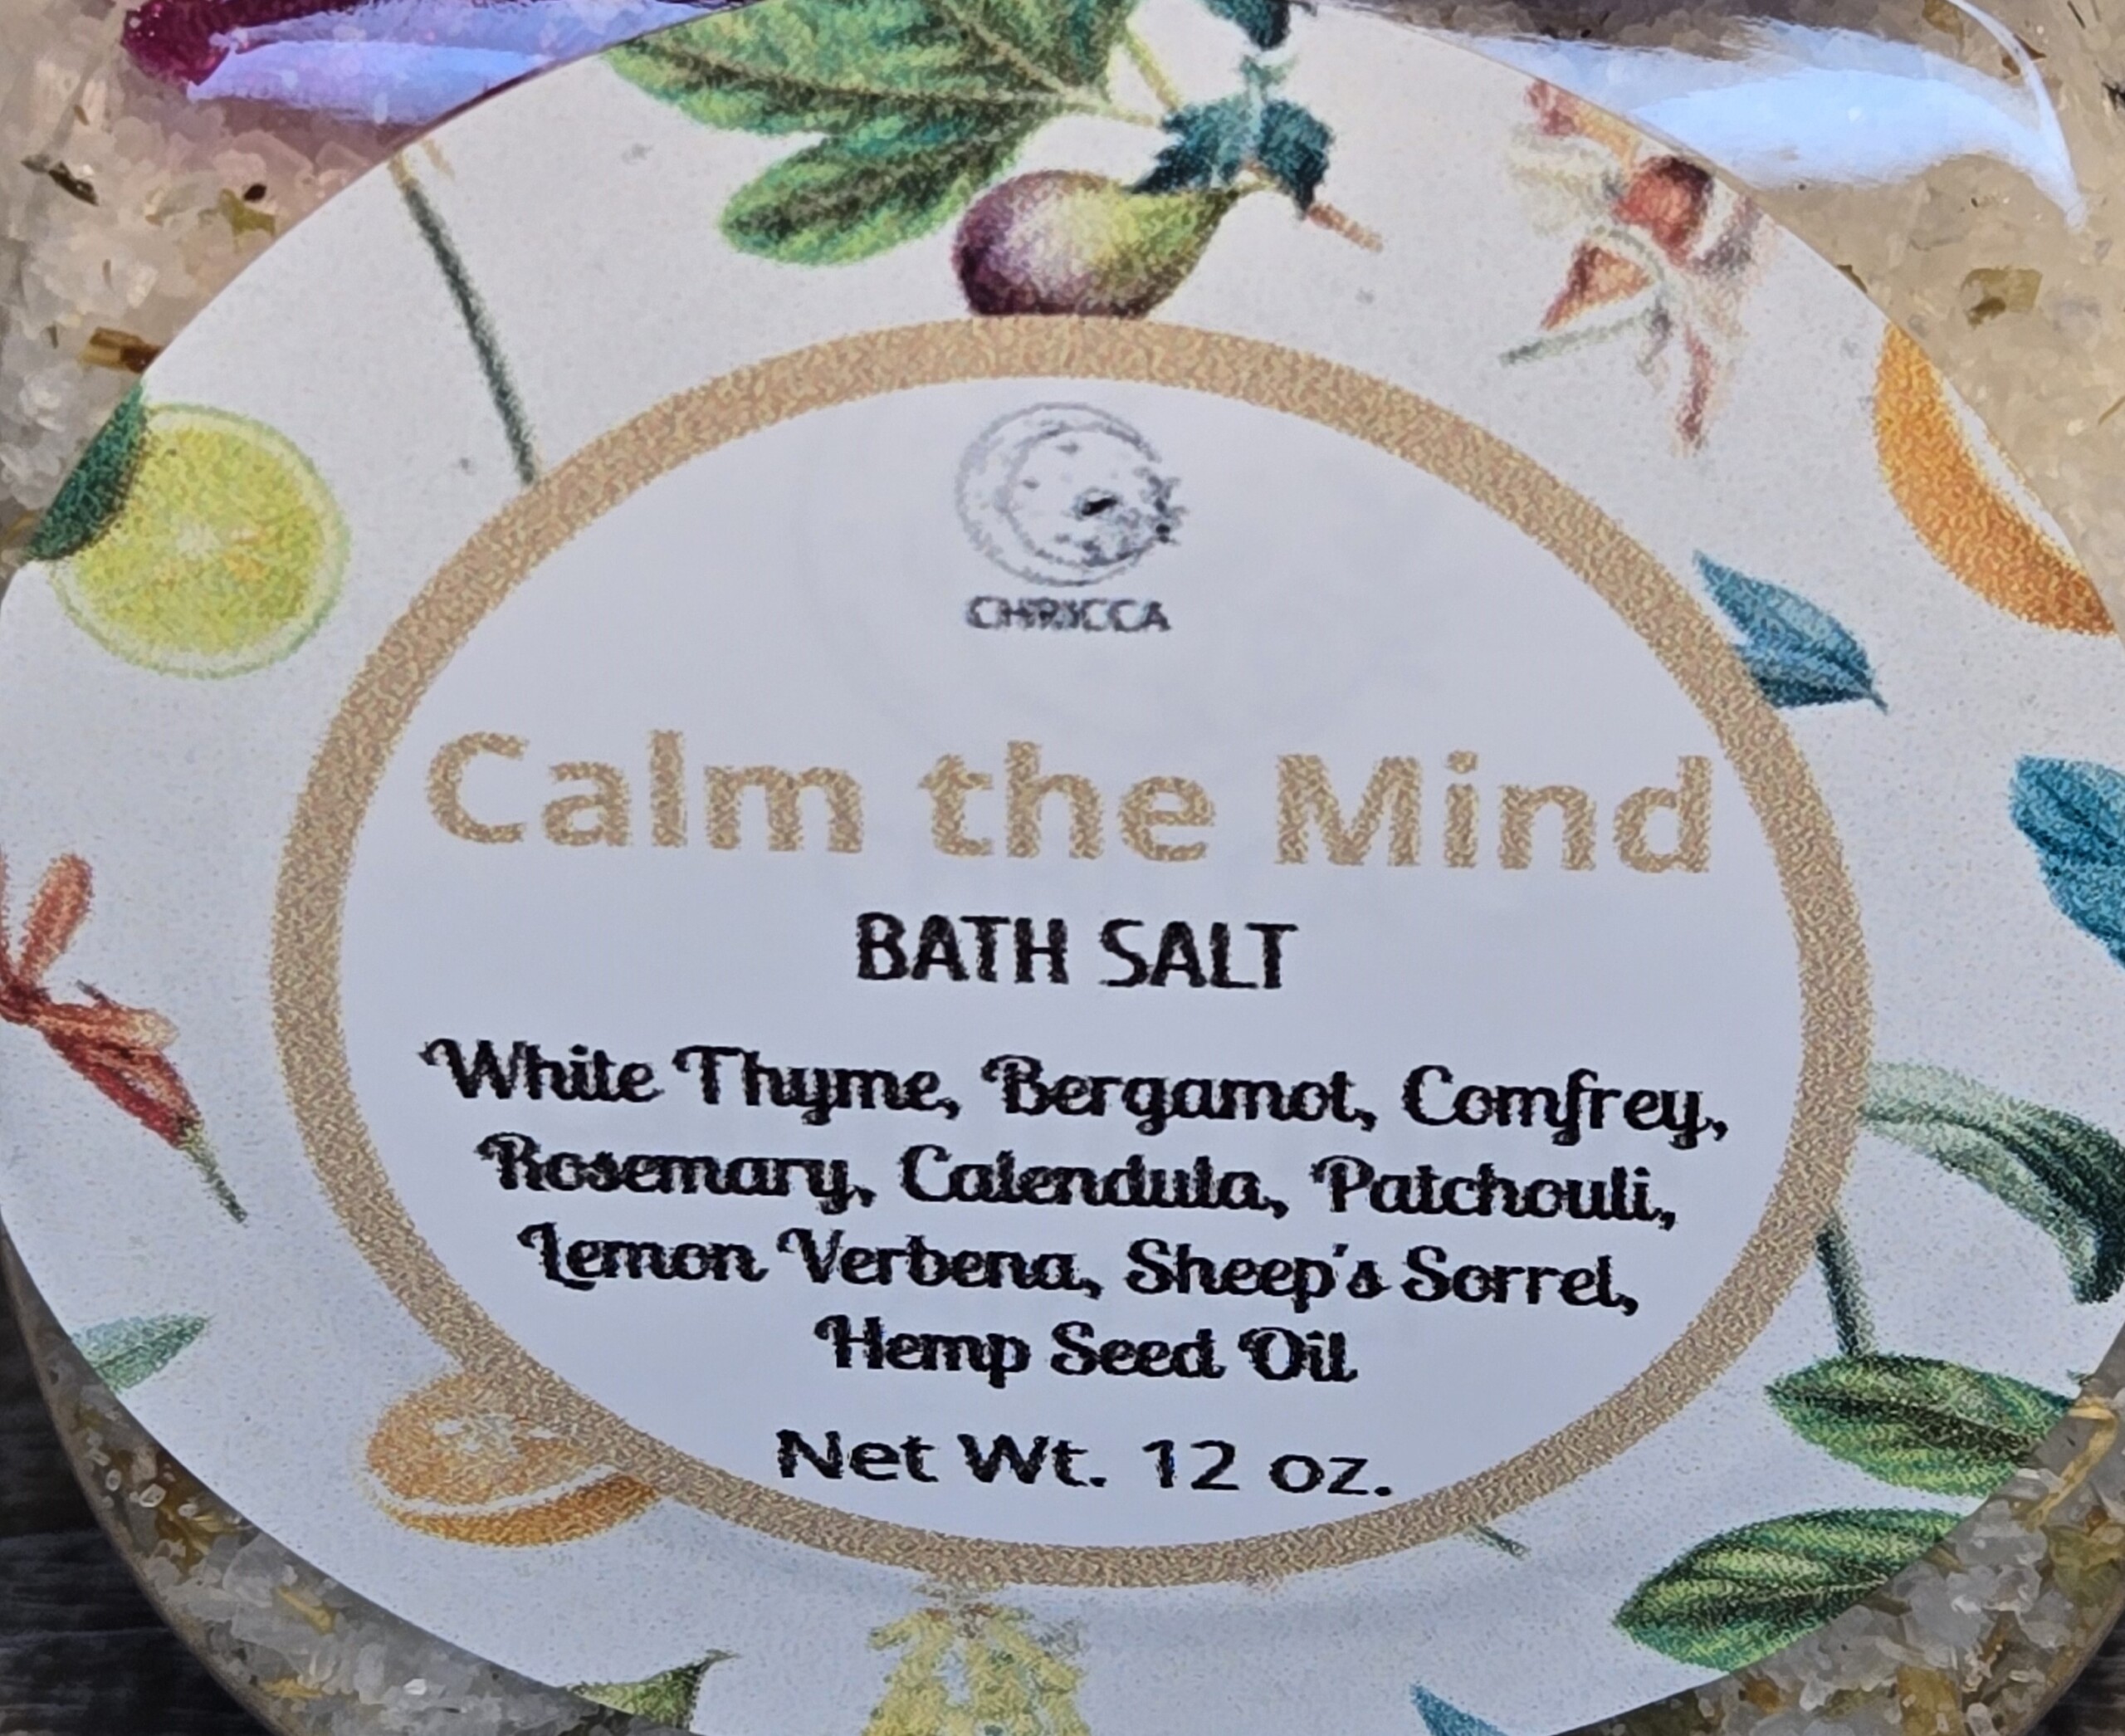 CHIRICCA
Calm the Mind
BATH SALT
White Thyme, Bergamot, Comfrey,
Rosemary, Calendula, Patchouli,
Lemon Verbena, Sheep's Sorrel,
Hemp Seed Oil
Net Wt. 12 oz.